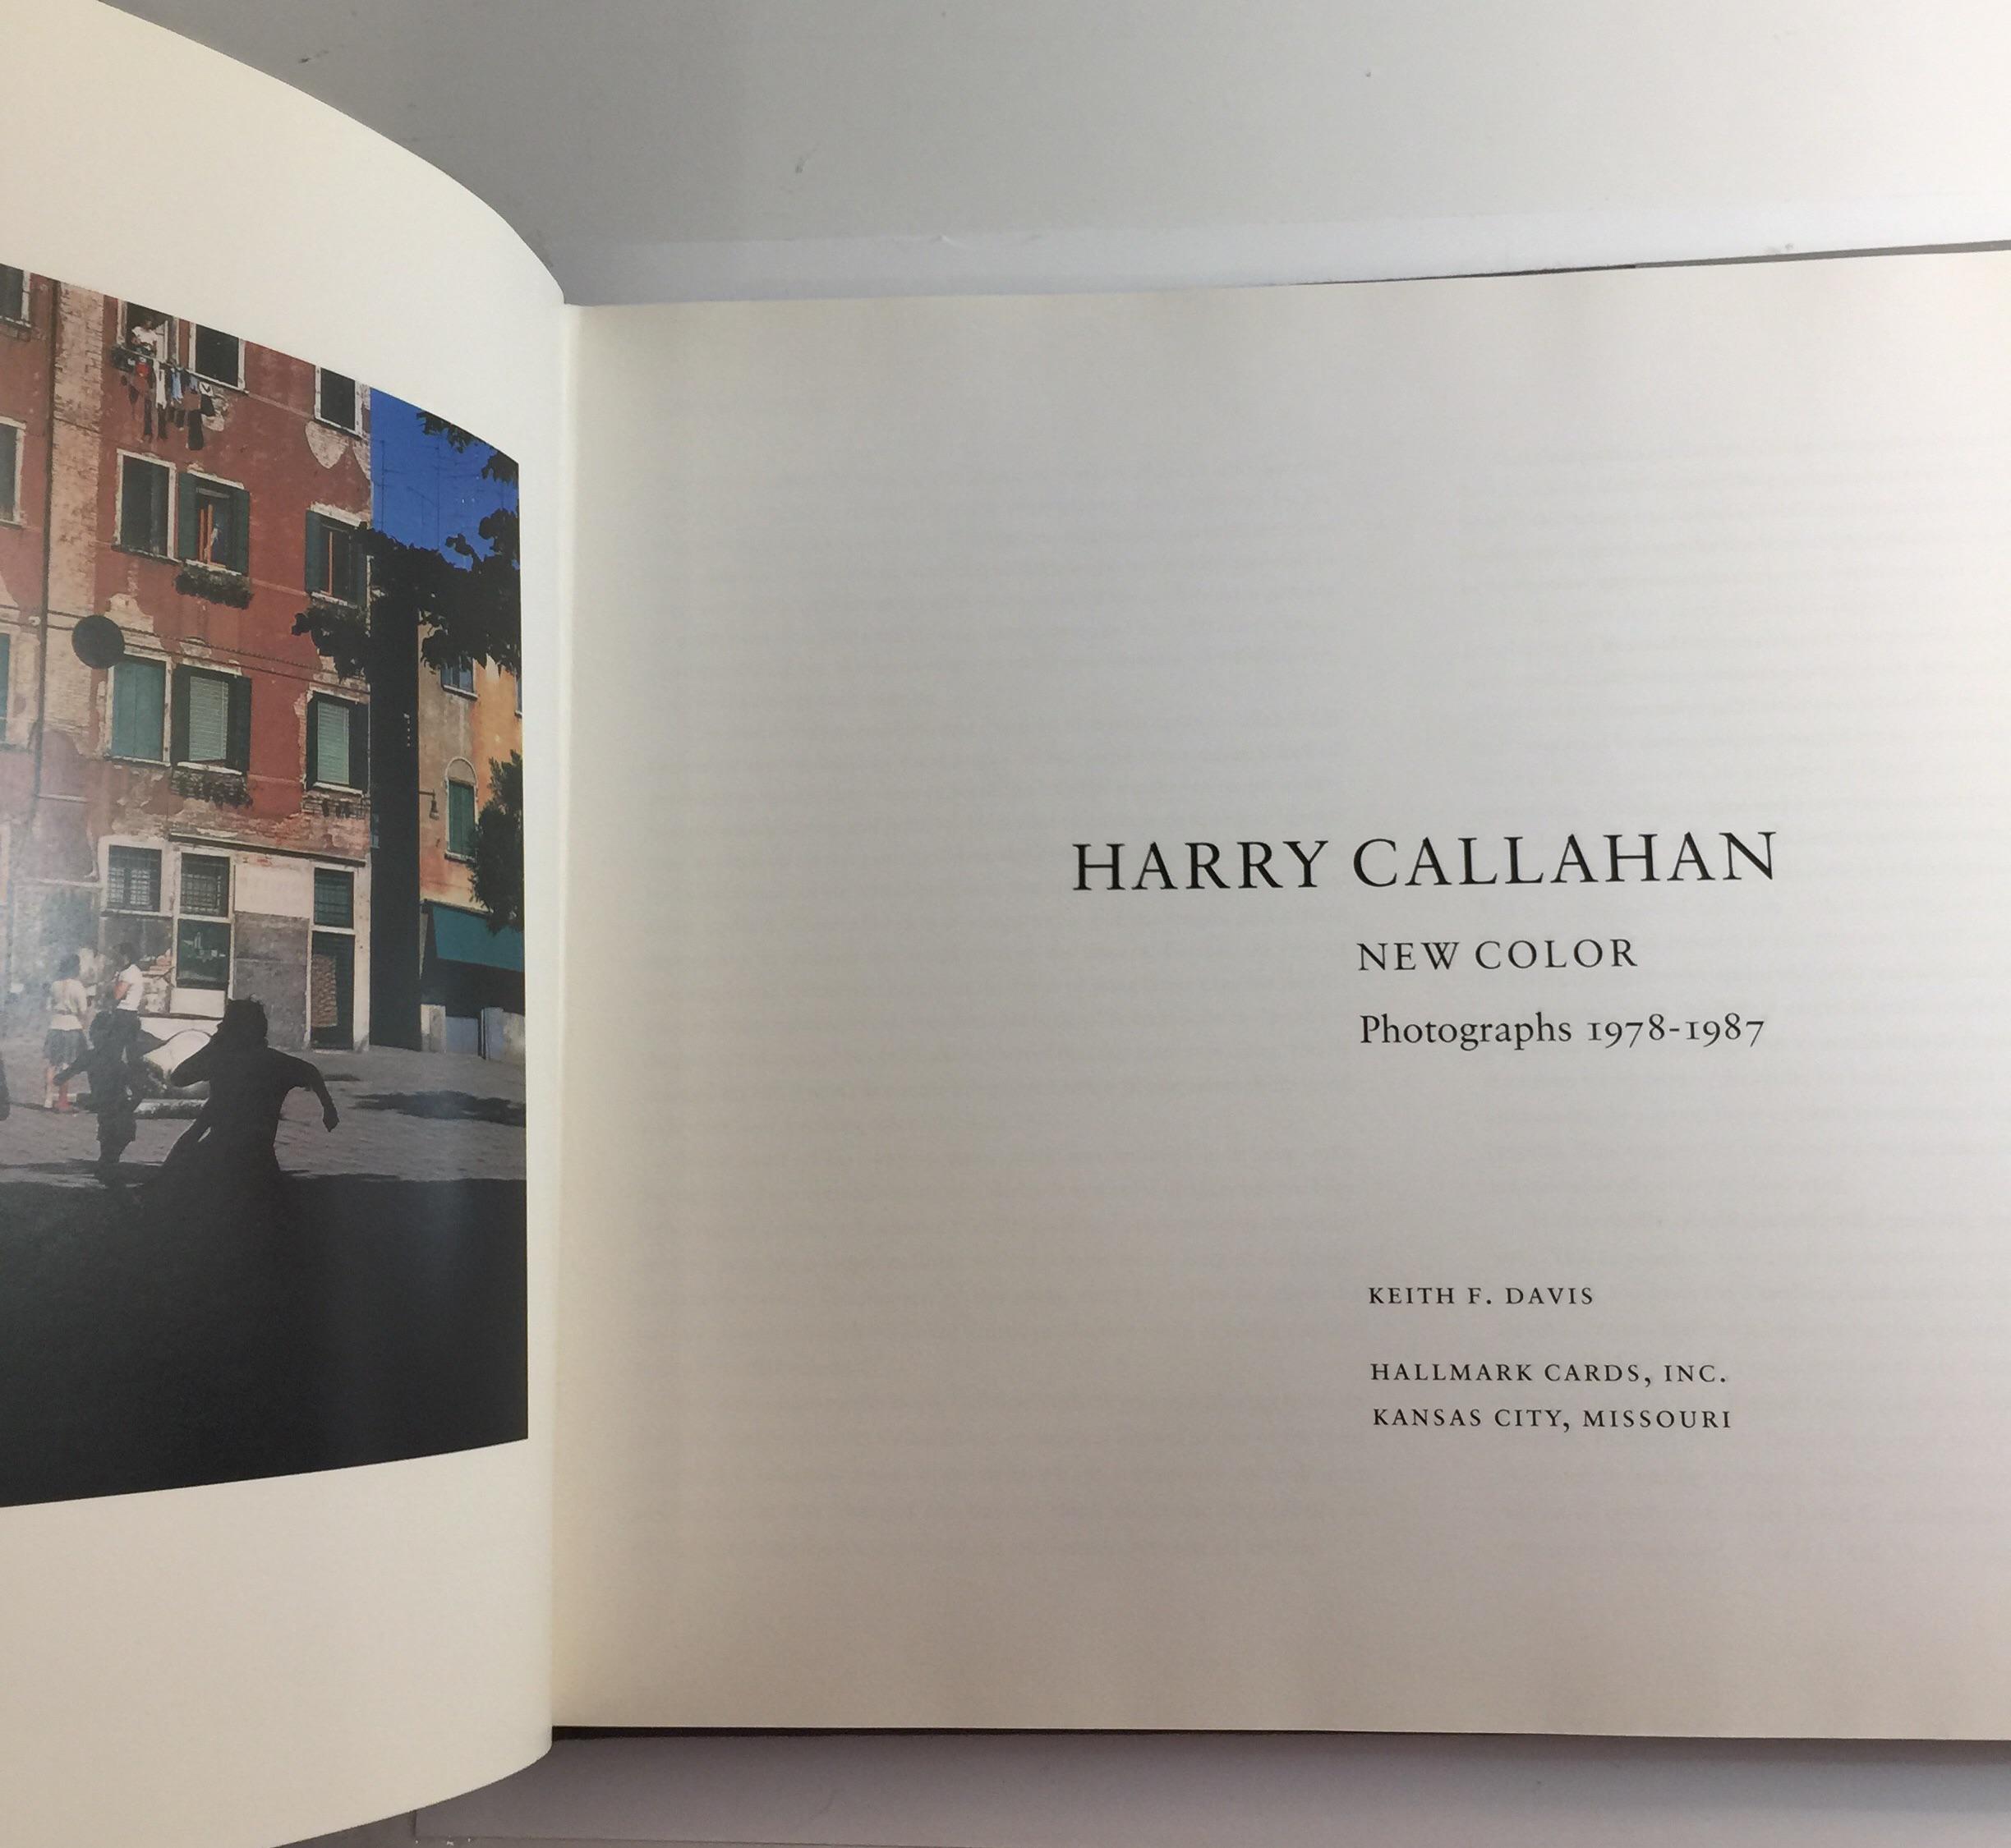 HARRY CALLAHAN
NEW COLOR
Photographs 1978-1987
KEITH F. DAVIS
HALLMARK CARDS, INC.
KANSAS CITY, MISSOURI